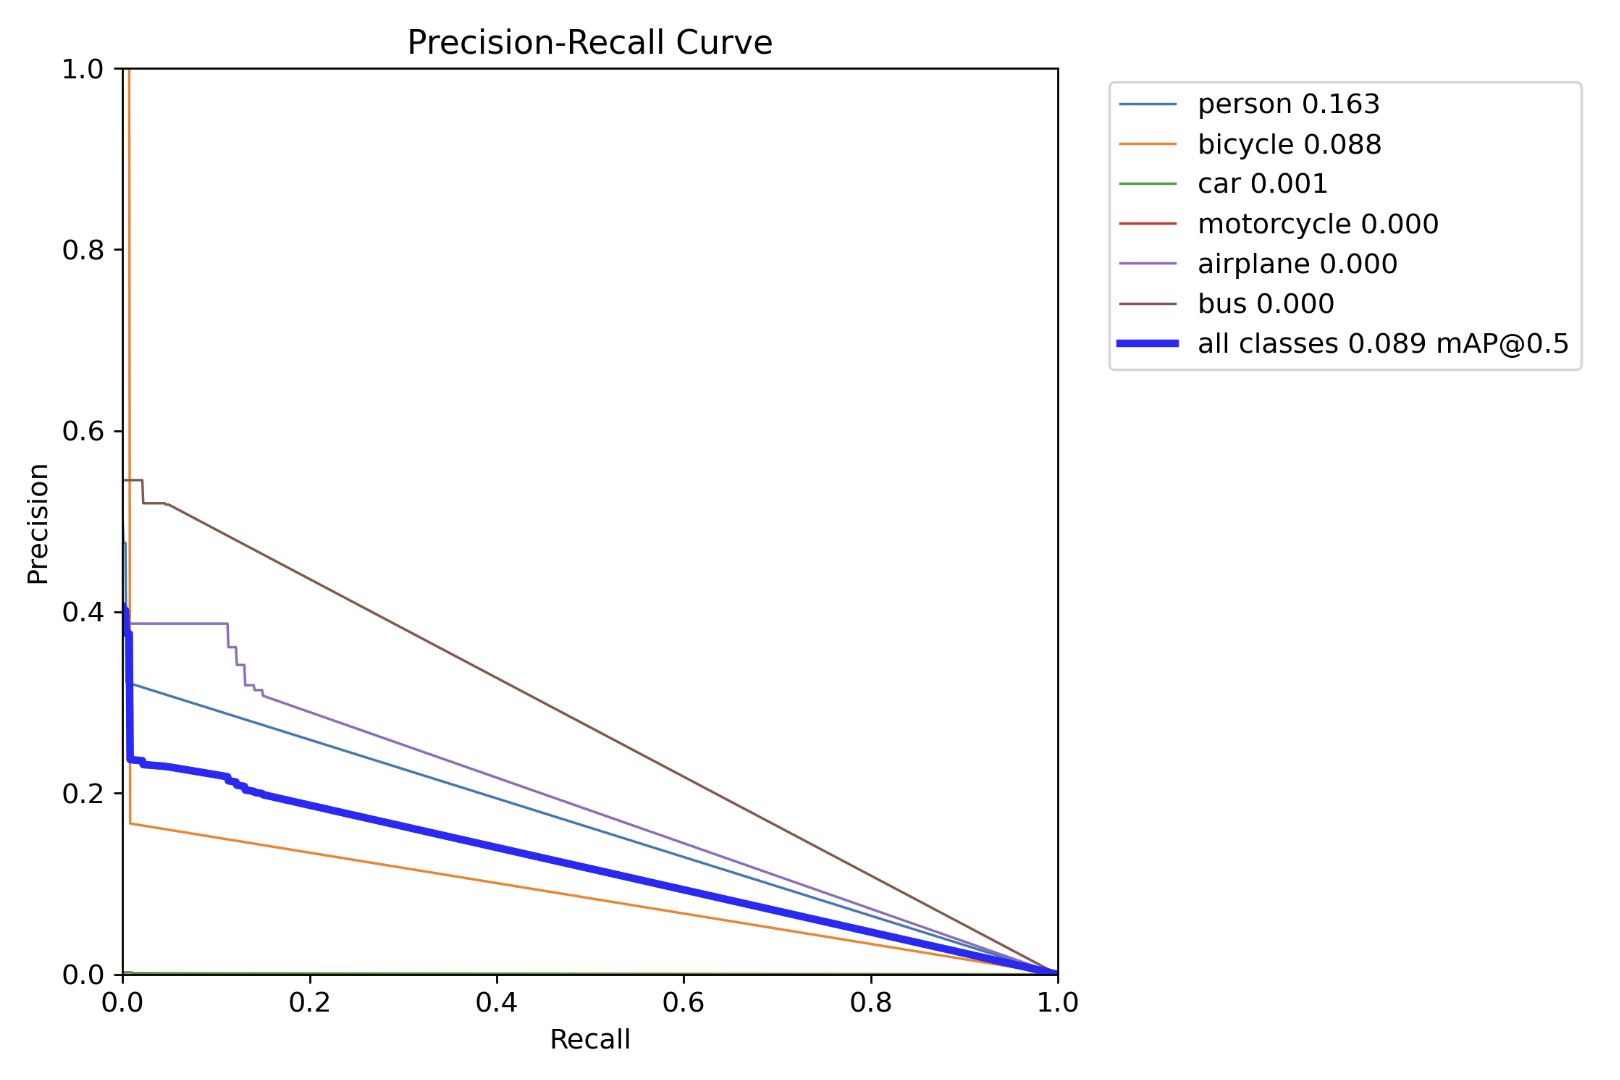 Precision-Recall Curve
1.0
0.8
0.6
0.4
0.2
0.0
Precision
0.0 0.2 0.4 0.6 0.8 1.0
Recall
person 0.163
bicycle 0.088
car 0.001
motorcycle 0.000
airplane 0.000
bus 0.000
all classes 0.089 mAP@0.5